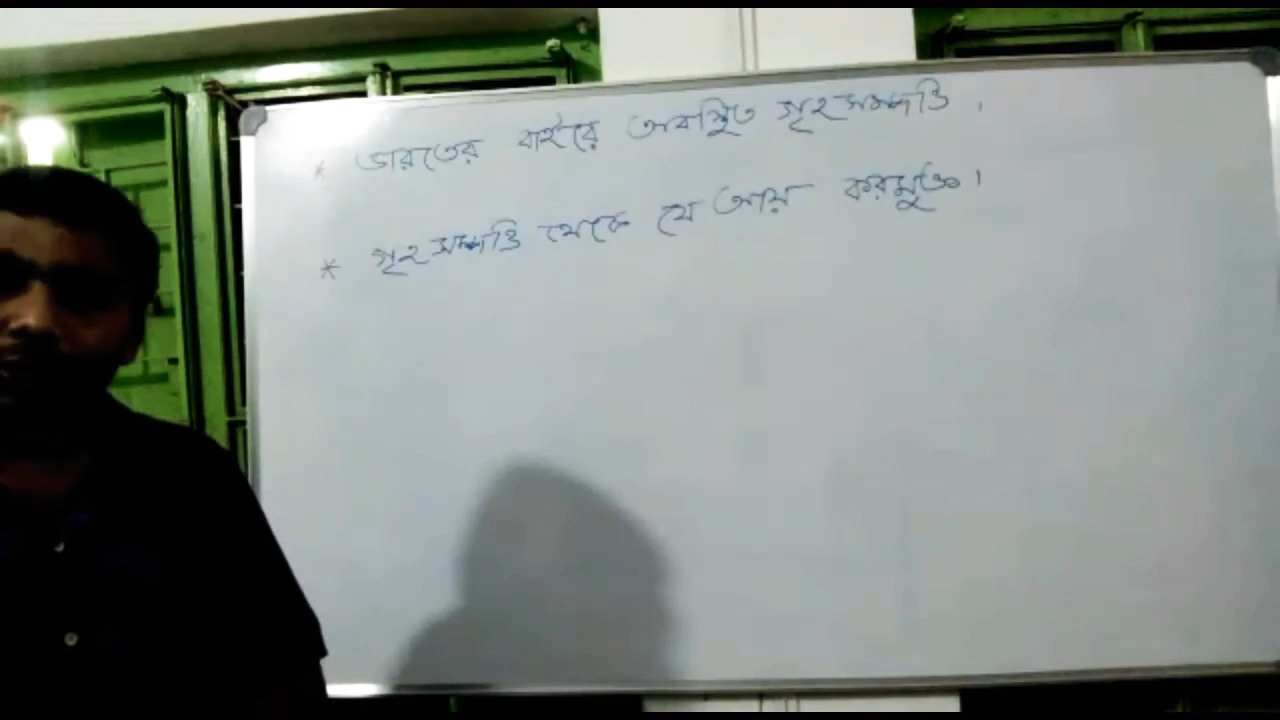 * ভারতের বাইরে অবস্থিত গৃহসম্পত্তি।
* গৃহসম্পত্তি থেকে যে আয় করমুক্ত।